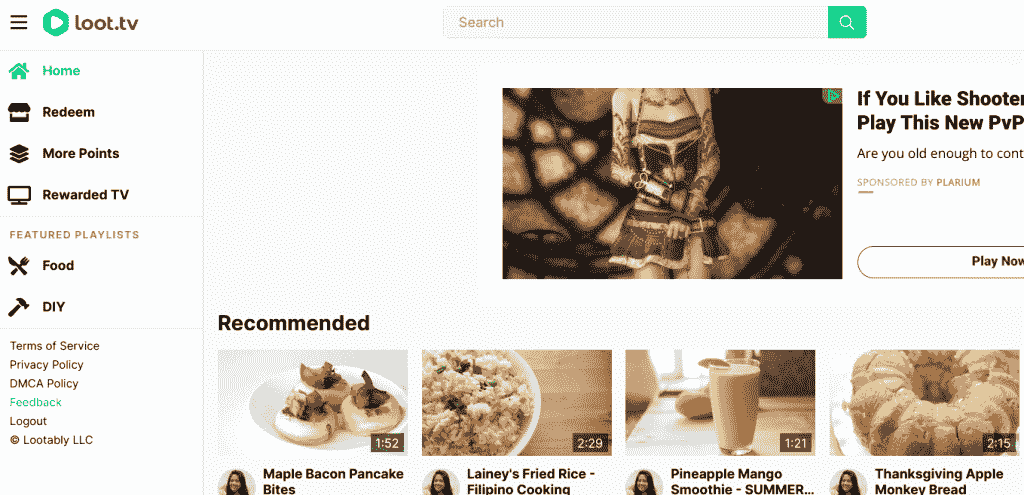 loot.tv
Search
Home
Redeem
More Points
Rewarded TV
FEATURED PLAYLISTS
Food
DIY
Terms of Service
Privacy Policy
DMCA Policy
Feedback
Logout
© Lootably LLC
If You Like Shooter
Play This New PvP
Are you old enough to cont
SPONSORED BY PLARIUM
Play Now
Recommended
1:52
2:29
1:21
2:15
Maple Bacon Pancake
Bites
Lainey's Fried Rice -
Filipino Cooking
Pineapple Mango
Smoothie - SUMMER...
Thanksgiving Apple
Monkey Bread